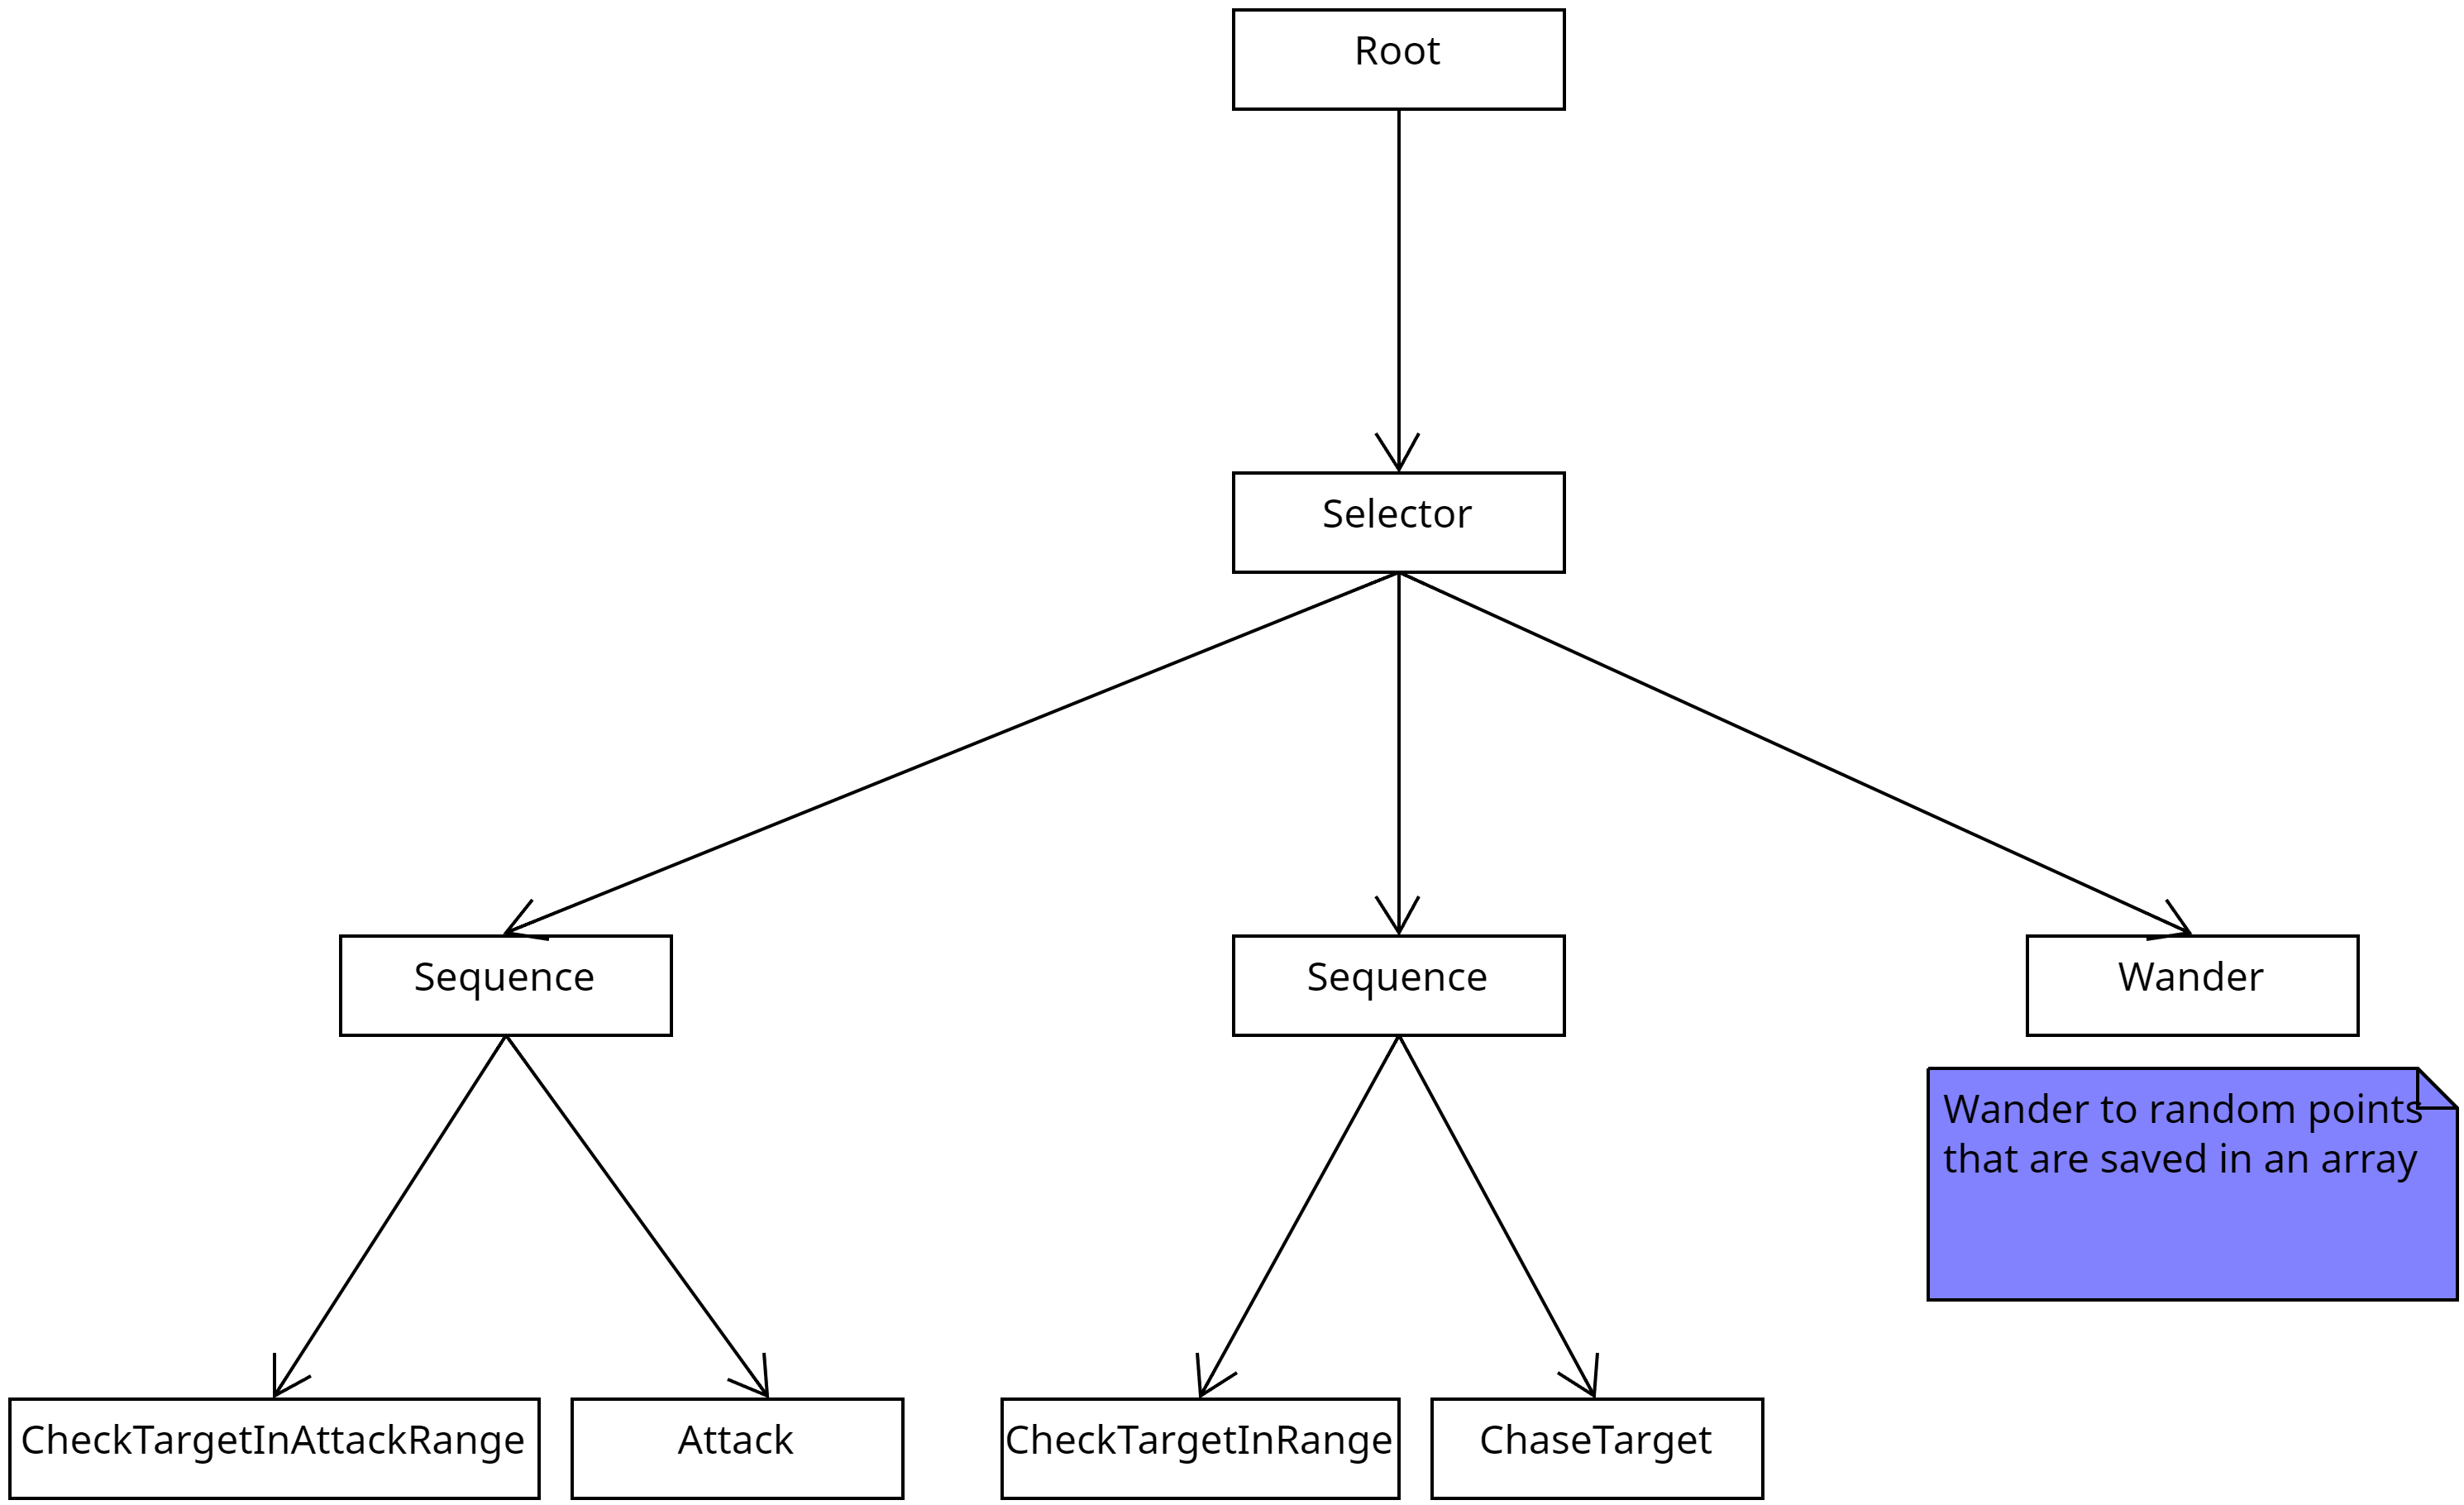 Root
Selector
Sequence
Sequence
Wander
Wander to random points
that are saved in an array
CheckTargetInAttackRange
Attack
CheckTargetInRange
ChaseTarget